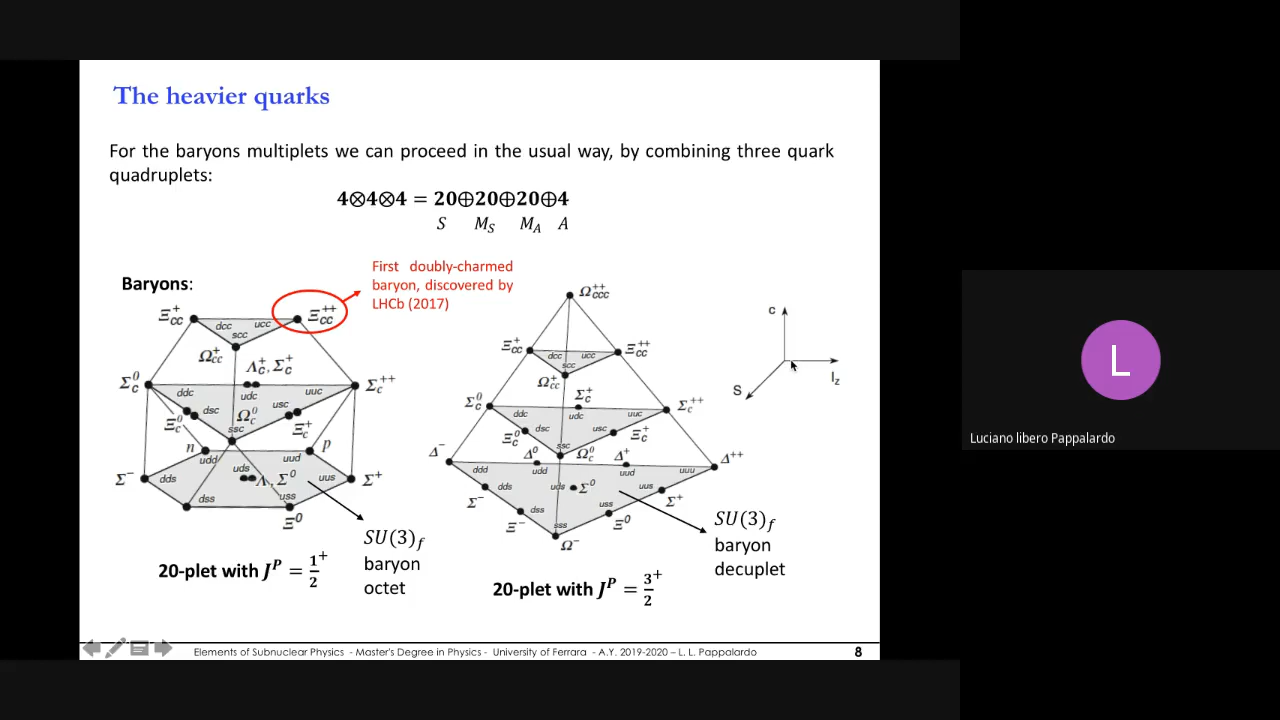 The heavier quarks
For the baryons multiplets we can proceed in the usual way, by combining three quark
quadruplets:
4⊗4⊗4 = 20⊕20⊕20⊕4
S M_S M_A A
Baryons:
First doubly-charmed
baryon, discovered by
LHCb (2017)
Ξ_cc^+ Ξ_cc^++
dcc ucc
scc
Ω_cc^+ Λ_c^+, Σ_c^+
Σ_c^0 Σ_c^++
ddc udc uuc
dsc usc
Ξ_c^0 Ω_c^0 Ξ_c^+
ssc
n p
udd uud
Σ^- dds uds Λ, Σ^0 uus Σ^+
dss uss
Ξ^0
SU(3)_f
baryon
octet
20-plet with J^P = 1/2^+
Ω_ccc^++
Ξ_cc^+ Ξ_cc^++
dcc ucc
scc
Ω_cc^+
Σ_c^0 Σ_c^+ Σ_c^++
ddc udc uuc
dsc usc
Ξ_c^0 Ξ_c^+
ssc
Ω_c^0
Δ^- Δ^0 Δ^+ Δ^++
ddd udd uud uuu
Σ^- uds Σ^0 uus Σ^+
dss uss
Ξ^- Ξ^0
sss
Ω^-
SU(3)_f
baryon
decuplet
20-plet with J^P = 3/2^+
C
S I_z
Elements of Subnuclear Physics - Master's Degree in Physics - University of Ferrara - A.Y. 2019-2020 – L. L. Pappalardo 8
L
Luciano libero Pappalardo